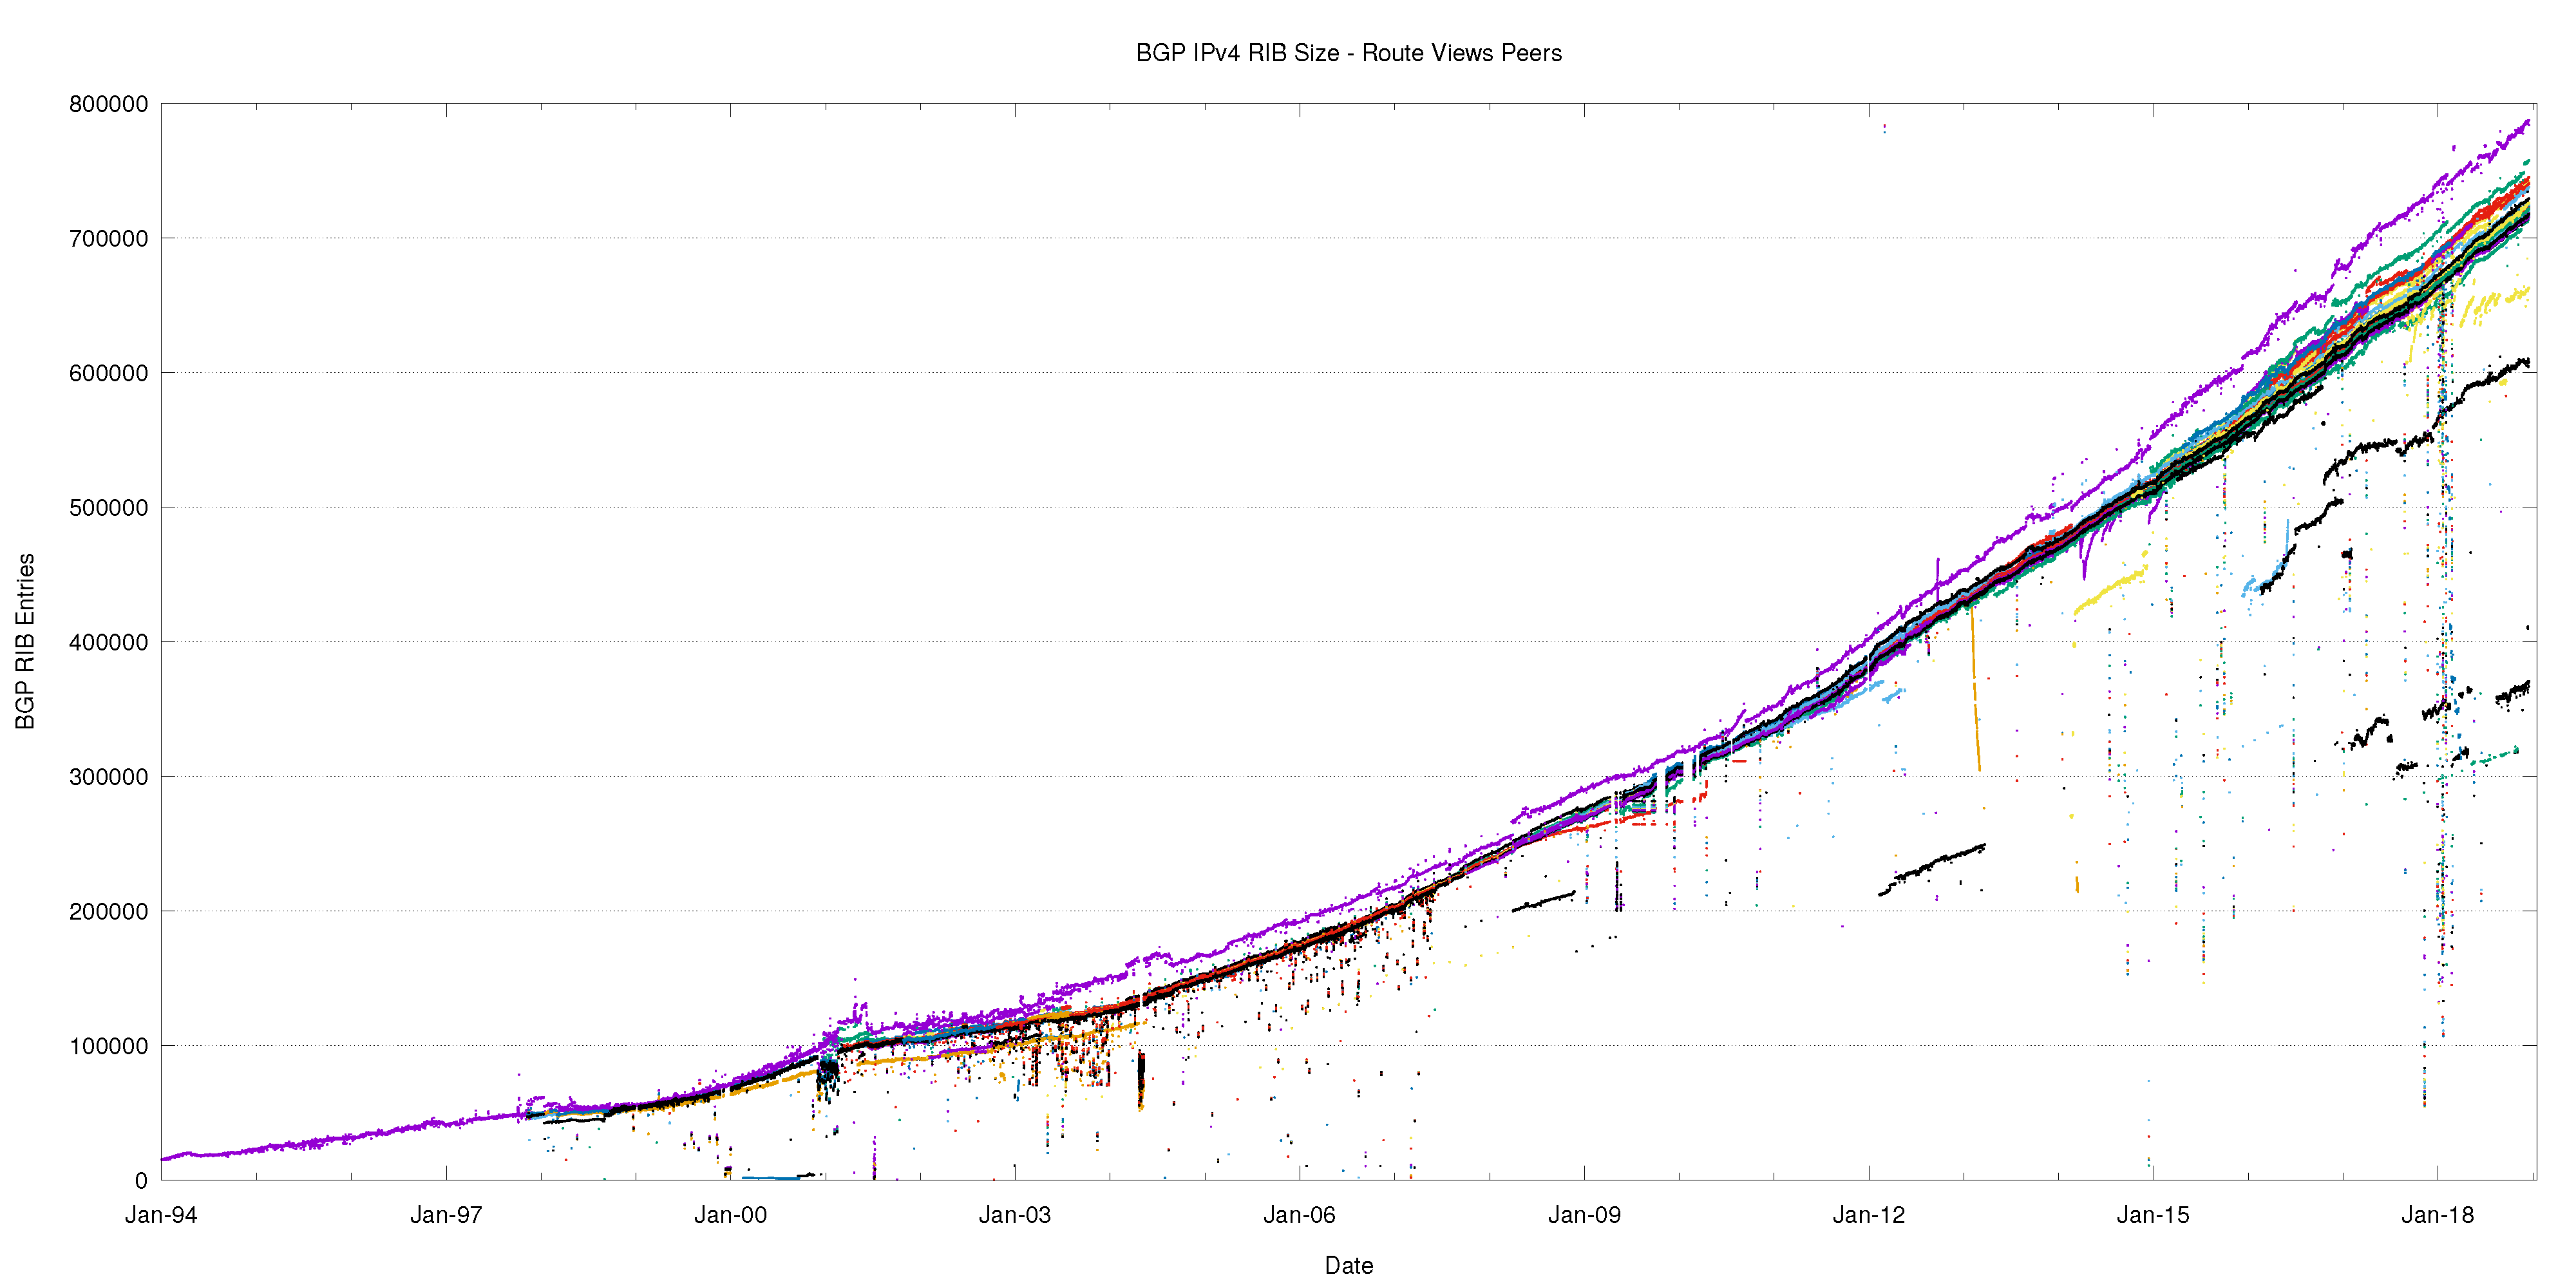 BGP IPv4 RIB Size - Route Views Peers
800000
700000
600000
500000
400000
300000
200000
100000
0
BGP RIB Entries
Jan-94 Jan-97 Jan-00 Jan-03 Jan-06 Jan-09 Jan-12 Jan-15 Jan-18
Date